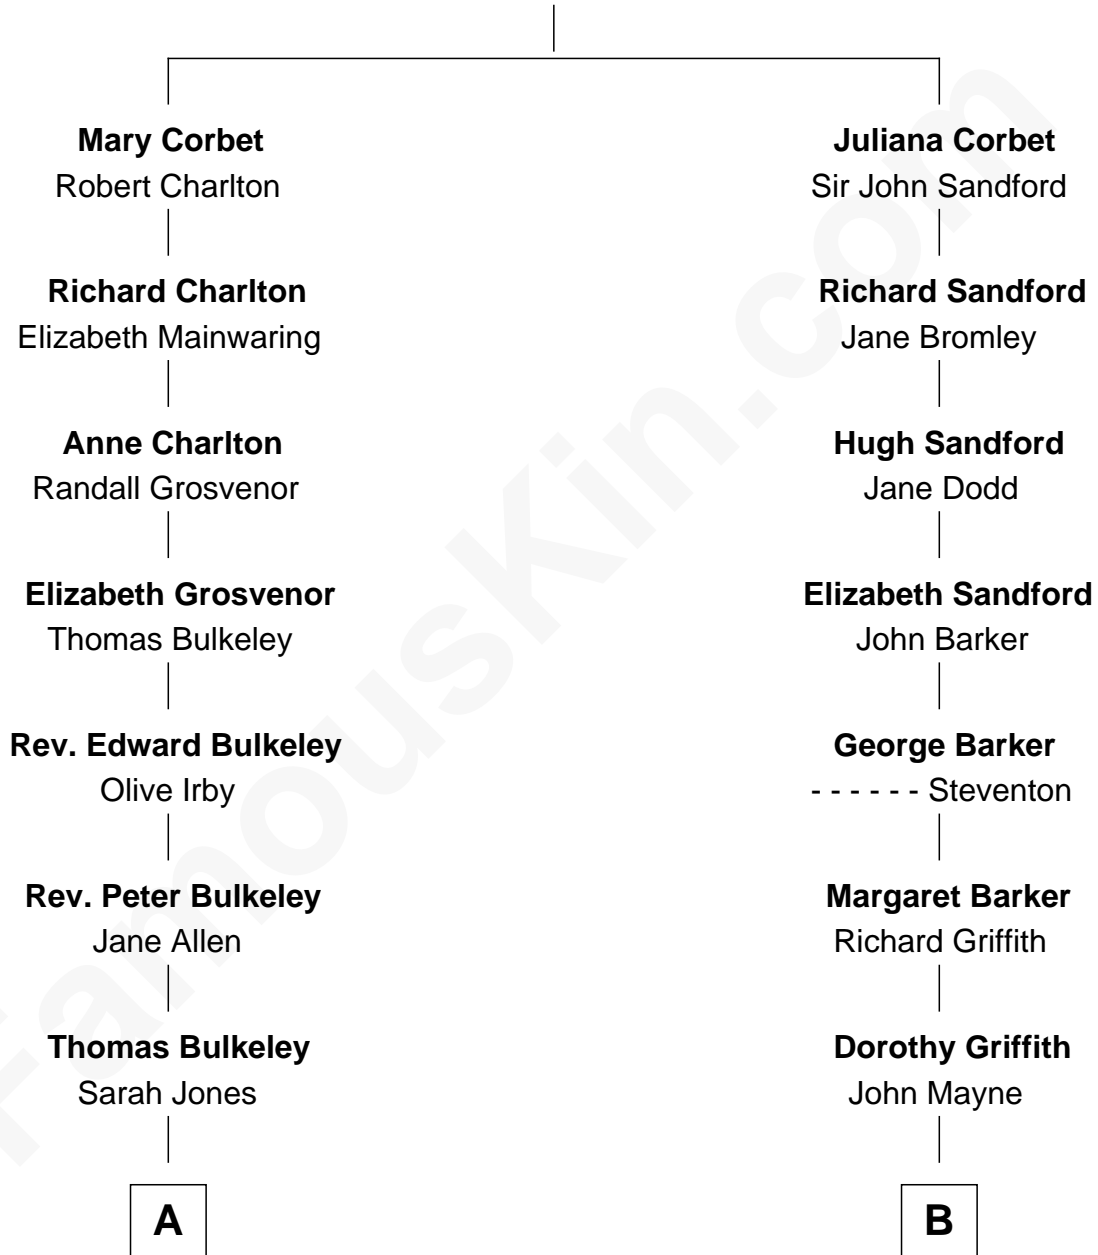 Mary Corbet
Robert Charlton
Juliana Corbet
Sir John Sandford
Richard Charlton
Elizabeth Mainwaring
Richard Sandford
Jane Bromley
Anne Charlton
Randall Grosvenor
Hugh Sandford
Jane Dodd
Elizabeth Grosvenor
Thomas Bulkeley
Elizabeth Sandford
John Barker
Rev. Edward Bulkeley
Olive Irby
George Barker
- - - - - - Steventon
Rev. Peter Bulkeley
Jane Allen
Margaret Barker
Richard Griffith
Thomas Bulkeley
Sarah Jones
Dorothy Griffith
John Mayne
A
B
FamousKin.com